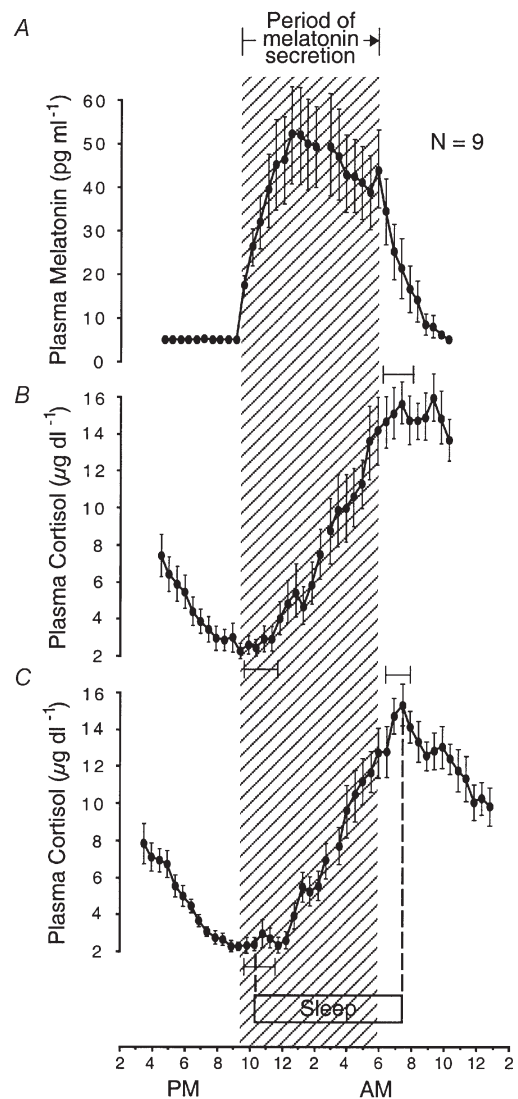 A
Period of
melatonin
secretion
Plasma Melatonin (pg ml⁻¹)
60
50
40
30
20
10
0
N = 9
B
Plasma Cortisol (µg dl ⁻¹)
16
14
12
10
8
6
4
2
C
Plasma Cortisol (µg dl ⁻¹)
16
14
12
10
8
6
4
2
Sleep
2 4 6 8 10 12 2 4 6 8 10 12 2
PM AM